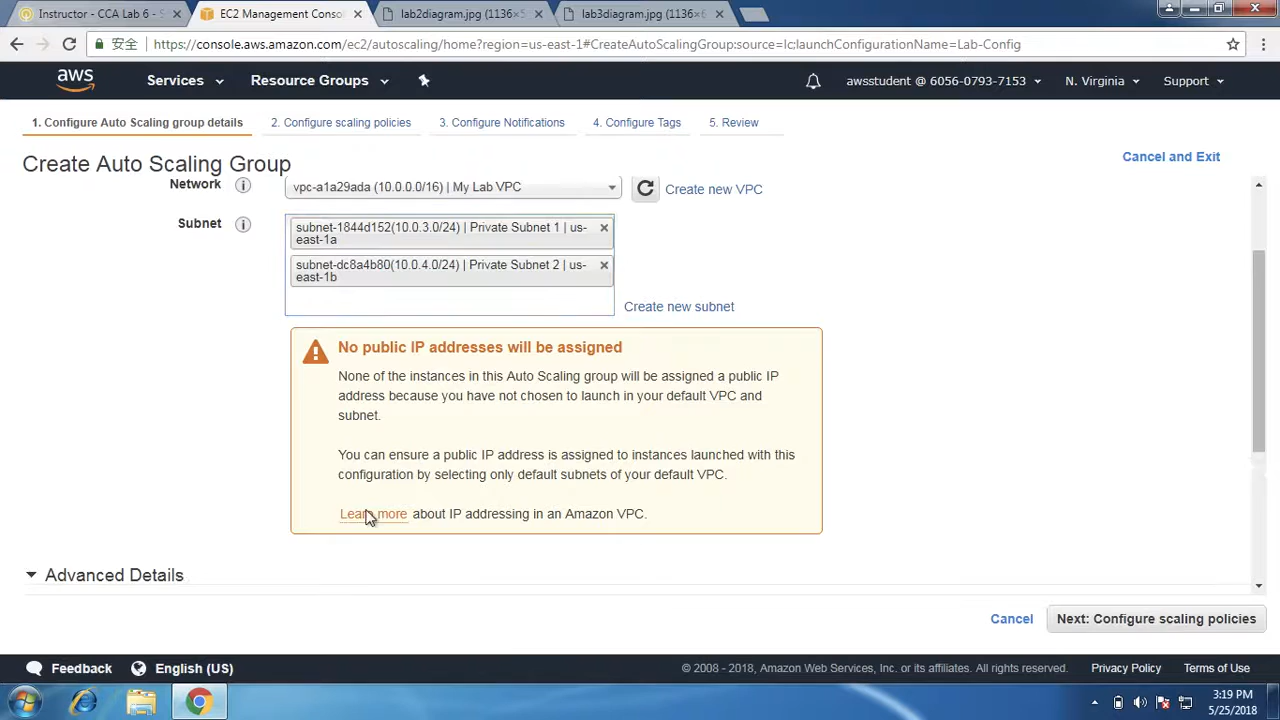 Instructor - CCA Lab 6 - S
EC2 Management Conso
lab2diagram.jpg (1136×5
lab3diagram.jpg (1136×6
安全
https://console.aws.amazon.com/ec2/autoscaling/home?region=us-east-1#CreateAutoScalingGroup:source=lc;launchConfigurationName=Lab-Config
aws
Services
Resource Groups
awsstudent @ 6056-0793-7153
N. Virginia
Support
1. Configure Auto Scaling group details
2. Configure scaling policies
3. Configure Notifications
4. Configure Tags
5. Review
Create Auto Scaling Group
Cancel and Exit
Network
vpc-a1a29ada (10.0.0.0/16) | My Lab VPC
Create new VPC
Subnet
subnet-1844d152(10.0.3.0/24) | Private Subnet 1 | us-
east-1a
subnet-dc8a4b80(10.0.4.0/24) | Private Subnet 2 | us-
east-1b
Create new subnet
No public IP addresses will be assigned
None of the instances in this Auto Scaling group will be assigned a public IP
address because you have not chosen to launch in your default VPC and
subnet.
You can ensure a public IP address is assigned to instances launched with this
configuration by selecting only default subnets of your default VPC.
Learn more about IP addressing in an Amazon VPC.
Advanced Details
Cancel
Next: Configure scaling policies
Feedback
English (US)
© 2008 - 2018, Amazon Web Services, Inc. or its affiliates. All rights reserved.
Privacy Policy
Terms of Use
3:19 PM
5/25/2018